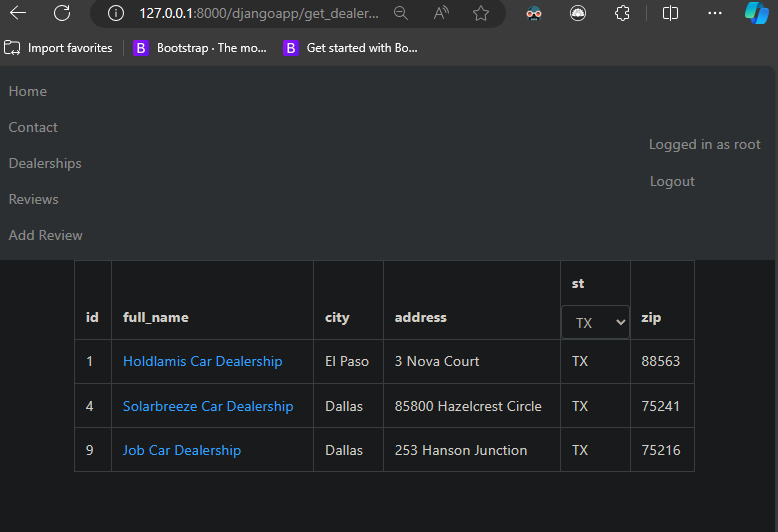 127.0.0.1:8000/djangoapp/get_dealer...
Import favorites B Bootstrap · The mo... B Get started with Bo...
Home
Contact
Dealerships
Reviews
Add Review
Logged in as root
Logout
id full_name city address st zip
TX
1 Holdlamis Car Dealership El Paso 3 Nova Court TX 88563
4 Solarbreeze Car Dealership Dallas 85800 Hazelcrest Circle TX 75241
9 Job Car Dealership Dallas 253 Hanson Junction TX 75216